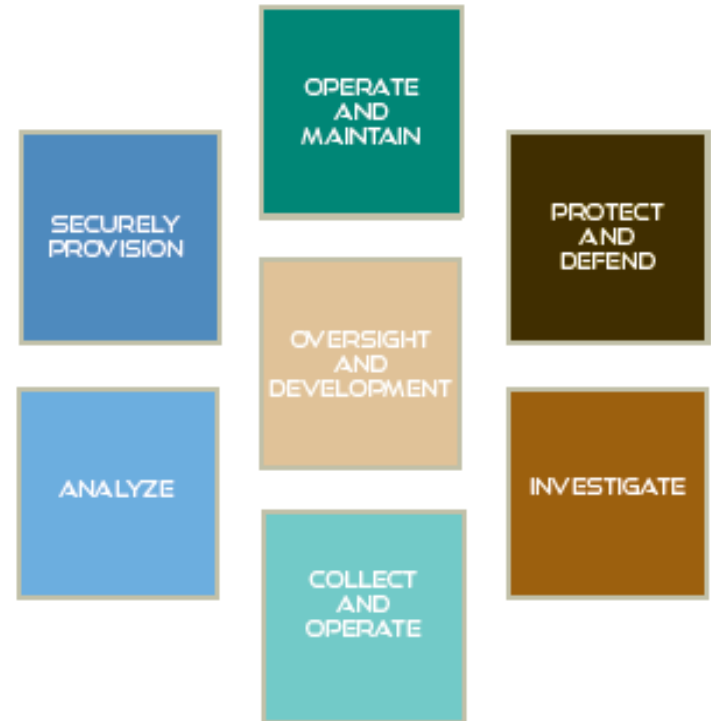 OPERATE
AND
MAINTAIN
SECURELY
PROVISION
PROTECT
AND
DEFEND
OVERSIGHT
AND
DEVELOPMENT
ANALYZE
INVESTIGATE
COLLECT
AND
OPERATE